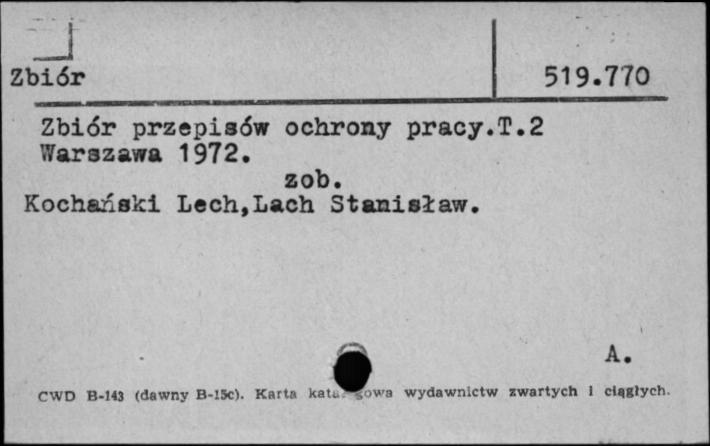 Zbiór 519.770
Zbiór przepisów ochrony pracy.T.2
Warszawa 1972.
zob.
Kochański Lech,Lach Stanisław.
A.
CWD B-143 (dawny B-15c). Karta wydawnictw zwartych i ciągłych.